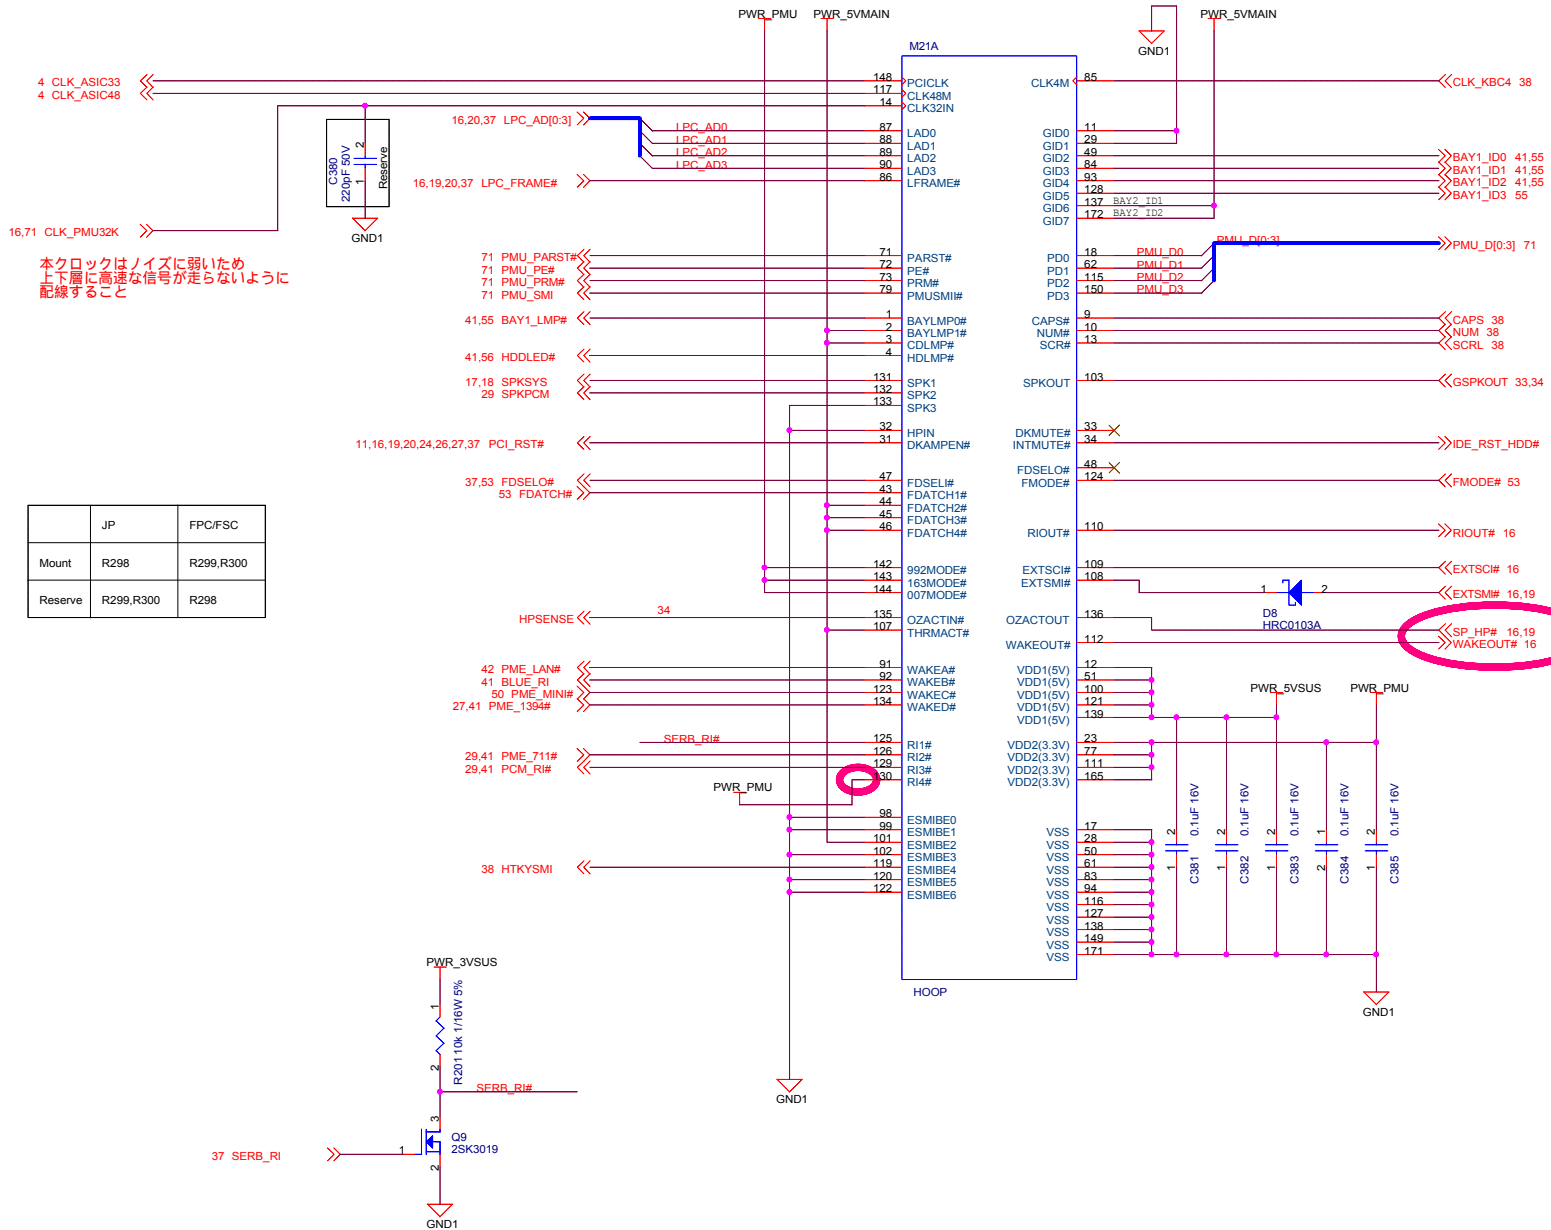 PWR_PMU PWR_5VMAIN
GND1
PWR_5VMAIN
M21A
4 CLK_ASIC33
4 CLK_ASIC48
148 PCICLK
117 CLK48M
14 CLK32IN
CLK4M 85
CLK_KBC4 38
C380
220pF 50V
Reserve
2
1
GND1
16,20,37 LPC_AD[0:3]
LPC_AD0 87 LAD0
LPC_AD1 88 LAD1
LPC_AD2 89 LAD2
LPC_AD3 90 LAD3
16,19,20,37 LPC_FRAME# 86 LFRAME#
GID0 11
GID1 29
GID2 49 BAY1_ID0 41,55
GID3 84 BAY1_ID1 41,55
GID4 93 BAY1_ID2 41,55
GID5 128 BAY1_ID3 55
GID6 137 BAY2_ID1
GID7 172 BAY2_ID2
16,71 CLK_PMU32K
本クロックはノイズに弱いため
上下層に高速な信号が走らないように
配線すること
71 PMU_PARST# 71 PARST#
71 PMU_PE# 72 PE#
71 PMU_PRM# 73 PRM#
71 PMU_SMI 79 PMUSMII#
PMU_D[0:3]
PMU_D[0:3] 71
PD0 18 PMU_D0
PD1 62 PMU_D1
PD2 115 PMU_D2
PD3 150 PMU_D3
41,55 BAY1_LMP# 1 BAYLMP0#
2 BAYLMP1#
3 CDLMP#
41,56 HDDLED# 4 HDLMP#
CAPS# 9 CAPS 38
NUM# 10 NUM 38
SCR# 13 SCRL 38
17,18 SPKSYS 131 SPK1
29 SPKPCM 132 SPK2
133 SPK3
SPKOUT 103 GSPKOUT 33,34
32 HPIN
11,16,19,20,24,26,27,37 PCI_RST# 31 DKAMPEN#
DKMUTE# 33
INTMUTE# 34 IDE_RST_HDD#
37,53 FDSELO# 47 FDSELI#
53 FDATCH# 43 FDATCH1#
44 FDATCH2#
45 FDATCH3#
46 FDATCH4#
FDSELO# 48
FMODE# 124 FMODE# 53
JP FPC/FSC
Mount R298 R299,R300
Reserve R299,R300 R298
RIOUT# 110 RIOUT# 16
142 992MODE#
143 163MODE#
144 007MODE#
EXTSCI# 109 EXTSCI# 16
EXTSMI# 108
1 2
D8
HRC0103A
EXTSMI# 16,19
HPSENSE 34 135 OZACTIN#
107 THRMACT#
OZACTOUT 136 SP_HP# 16,19
WAKEOUT# 112 WAKEOUT# 16
42 PME_LAN# 91 WAKEA#
41 BLUE_RI 92 WAKEB#
50 PME_MINI# 123 WAKEC#
27,41 PME_1394# 134 WAKED#
VDD1(5V) 12
VDD1(5V) 51
VDD1(5V) 100
VDD1(5V) 121
VDD1(5V) 139
PWR_5VSUS PWR_PMU
SERB_RI# 125 RI1#
29,41 PME_711# 126 RI2#
29,41 PCM_RI# 129 RI3#
PWR_PMU 130 RI4#
VDD2(3.3V) 23
VDD2(3.3V) 77
VDD2(3.3V) 111
VDD2(3.3V) 165
98 ESMIBE0
99 ESMIBE1
101 ESMIBE2
102 ESMIBE3
38 HTKYSMI 119 ESMIBE4
120 ESMIBE5
122 ESMIBE6
VSS 17
VSS 28
VSS 50
VSS 61
VSS 83
VSS 94
VSS 116
VSS 127
VSS 138
VSS 149
VSS 171
2 1 C381 0.1uF 16V
2 1 C382 0.1uF 16V
2 1 C383 0.1uF 16V
1 2 C384 0.1uF 16V
2 1 C385 0.1uF 16V
GND1
HOOP
PWR_3VSUS
1
2
R201 10k 1/16W 5%
SERB_RI#
3
Q9
2SK3019
37 SERB_RI 1
2
GND1
GND1